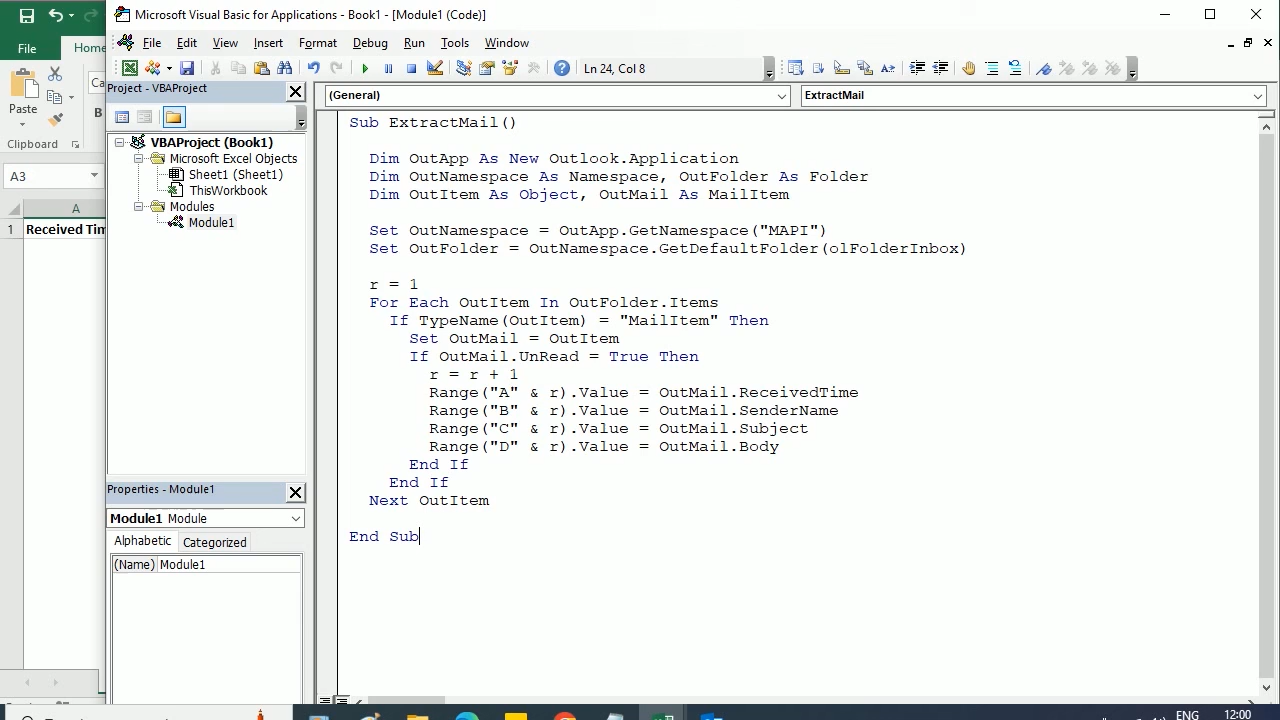 Microsoft Visual Basic for Applications - Book1 - [Module1 (Code)]
File Home
File Edit View Insert Format Debug Run Tools Window
Ln 24, Col 8
Paste
Ca
B
Clipboard
A3
A
1 Received Tim
Project - VBAProject
VBAProject (Book1)
Microsoft Excel Objects
Sheet1 (Sheet1)
ThisWorkbook
Modules
Module1
Properties - Module1
Module1 Module
Alphabetic Categorized
(Name) Module1
(General) ExtractMail
Sub ExtractMail()
Dim OutApp As New Outlook.Application
Dim OutNamespace As Namespace, OutFolder As Folder
Dim OutItem As Object, OutMail As MailItem
Set OutNamespace = OutApp.GetNamespace("MAPI")
Set OutFolder = OutNamespace.GetDefaultFolder(olFolderInbox)
r = 1
For Each OutItem In OutFolder.Items
If TypeName(OutItem) = "MailItem" Then
Set OutMail = OutItem
If OutMail.UnRead = True Then
r = r + 1
Range("A" & r).Value = OutMail.ReceivedTime
Range("B" & r).Value = OutMail.SenderName
Range("C" & r).Value = OutMail.Subject
Range("D" & r).Value = OutMail.Body
End If
End If
Next OutItem
End Sub
ENG
12:00